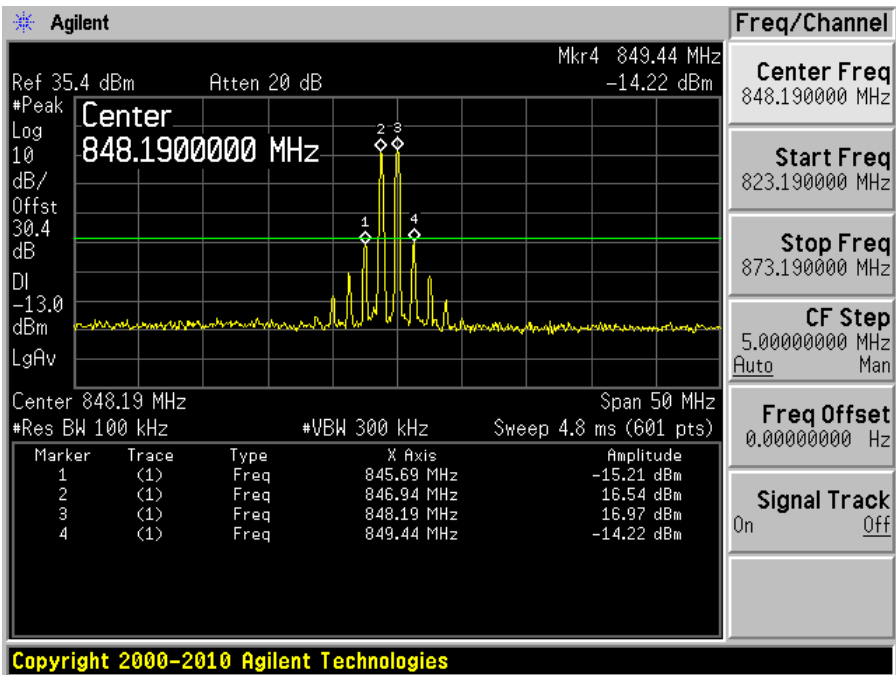 Agilent
Freq/Channel
Mkr4 849.44 MHz
Ref 35.4 dBm Atten 20 dB -14.22 dBm
#Peak
Log
10
dB/
Offst
30.4
dB
DI
-13.0
dBm
LgAv
Center
848.1900000 MHz
1
2
3
4
Center 848.19 MHz Span 50 MHz
#Res BW 100 kHz #VBW 300 kHz Sweep 4.8 ms (601 pts)
Marker Trace Type X Axis Amplitude
1 (1) Freq 845.69 MHz -15.21 dBm
2 (1) Freq 846.94 MHz 16.54 dBm
3 (1) Freq 848.19 MHz 16.97 dBm
4 (1) Freq 849.44 MHz -14.22 dBm
Center Freq
848.190000 MHz
Start Freq
823.190000 MHz
Stop Freq
873.190000 MHz
CF Step
5.00000000 MHz
Auto Man
Freq Offset
0.00000000 Hz
Signal Track
On Off
Copyright 2000-2010 Agilent Technologies